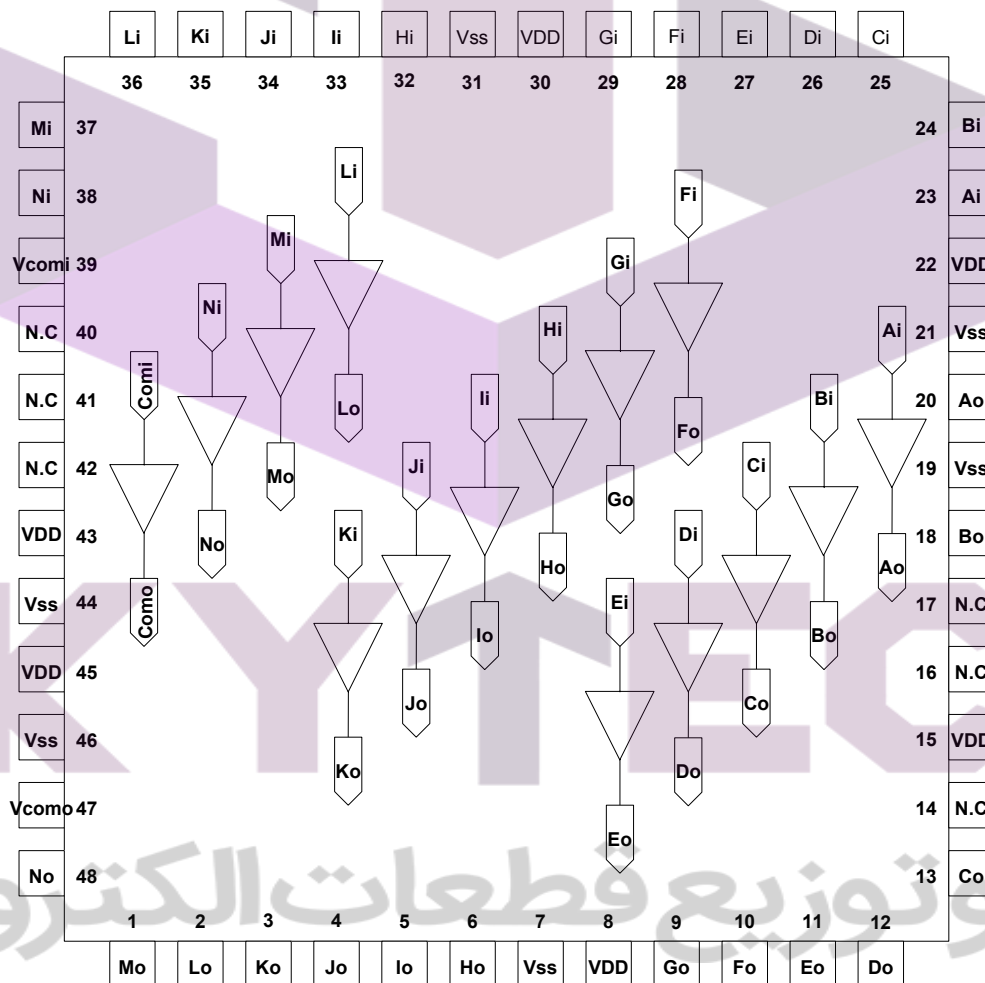 Li Ki Ji Ii Hi Vss VDD Gi Fi Ei Di Ci
36 35 34 33 32 31 30 29 28 27 26 25
Mi 37 24 Bi
Li
Ni 38 Fi 23 Ai
Mi
Vcomi 39 Gi 22 VDD
Ni
N.C 40 Hi Ai 21 Vss
Comi
N.C 41 Lo Ii Bi 20 Ao
Fo
N.C 42 Mo Ji Ci 19 Vss
Go
VDD 43 No Ki Di 18 Bo
Ho Ao
Vss 44 Como Ei 17 N.C
Io Bo
VDD 45 16 N.C
Jo Co
Vss 46 15 VDD
Ko Do
Vcomo 47 14 N.C
Eo
No 48 13 Co
1 2 3 4 5 6 7 8 9 10 11 12
Mo Lo Ko Jo Io Ho Vss VDD Go Fo Eo Do
KYTEC
وتوزیع قطعات الکترو